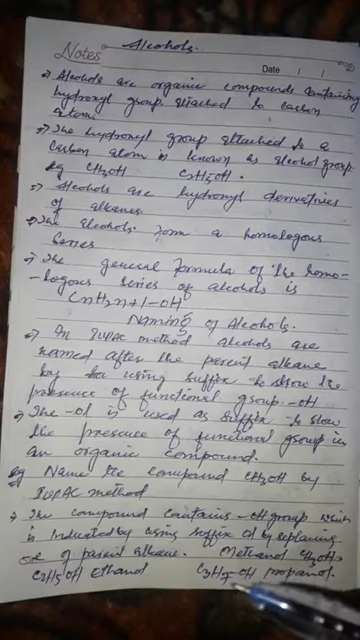 Alcohols.
Notes
Date / /
Alcohols are organic compounds containing
hydroxyl group attached to carbon
atom
The hydroxyl group attached to a
Carbon atom is known as alcohol group.
eg CH3OH C2H5OH.
Alcohols are hydroxyl derivatives
of alkanes
The alcohols form a homologous
Series
The general formula of the homo-
-logous series of alcohols is
CnH2n+1-OH
Naming of Alcohols.
In IUPAC method alcohols are
named after the parent alkane
by using suffix to show the
presence of functional group -OH
The -ol is used as suffix to show
the presence of functional group in
an organic compound.
eg Name the compound CH3OH by
IUPAC method
The compound contains -OH group which
is indicated by using suffix ol by replacing
of parent alkane. Methanol CH3OH
C2H5OH Ethanol C3H7-OH propanol.